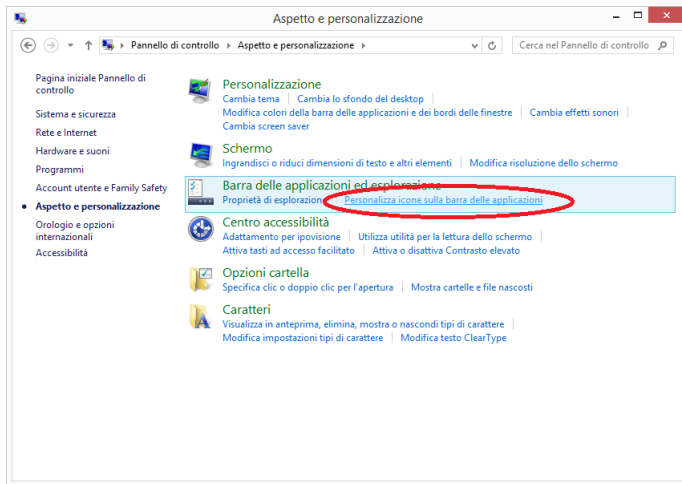 Aspetto e personalizzazione
Pannello di controllo Aspetto e personalizzazione
Cerca nel Pannello di controllo
Pagina iniziale Pannello di
controllo
Sistema e sicurezza
Rete e Internet
Hardware e suoni
Programmi
Account utente e Family Safety
Aspetto e personalizzazione
Orologio e opzioni
internazionali
Accessibilità
Personalizzazione
Cambia tema | Cambia lo sfondo del desktop |
Modifica colori della barra delle applicazioni e dei bordi delle finestre | Cambia effetti sonori |
Cambia screen saver
Schermo
Ingrandisci o riduci dimensioni di testo e altri elementi | Modifica risoluzione dello schermo
Barra delle applicazioni ed esplorazione
Proprietà di esplorazione | Personalizza icone sulla barra delle applicazioni
Centro accessibilità
Adattamento per ipovisione | Utilizza utilità per la lettura dello schermo |
Attiva tasti ad accesso facilitato | Attiva o disattiva Contrasto elevato
Opzioni cartella
Specifica clic o doppio clic per l'apertura | Mostra cartelle e file nascosti
Caratteri
Visualizza in anteprima, elimina, mostra o nascondi tipi di carattere |
Modifica impostazioni tipi di carattere | Modifica testo ClearType